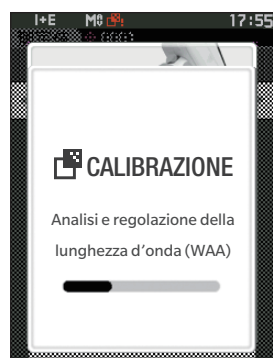 I+E M 17:55
CALIBRAZIONE
Analisi e regolazione della
lunghezza d'onda (WAA)